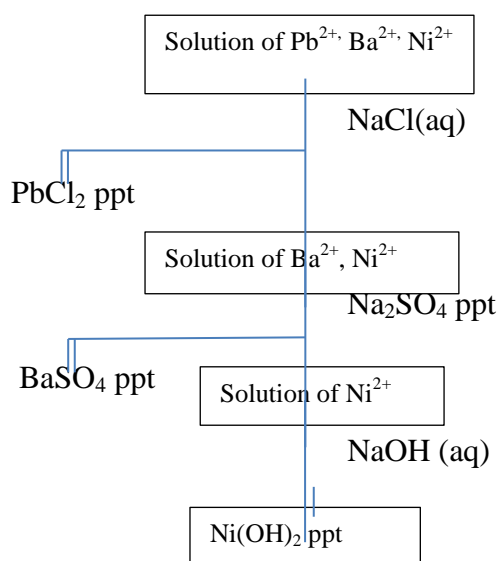 Solution of Pb²⁺, Ba²⁺, Ni²⁺
NaCl(aq)
PbCl₂ ppt
Solution of Ba²⁺, Ni²⁺
Na₂SO₄ ppt
BaSO₄ ppt
Solution of Ni²⁺
NaOH (aq)
Ni(OH)₂ ppt